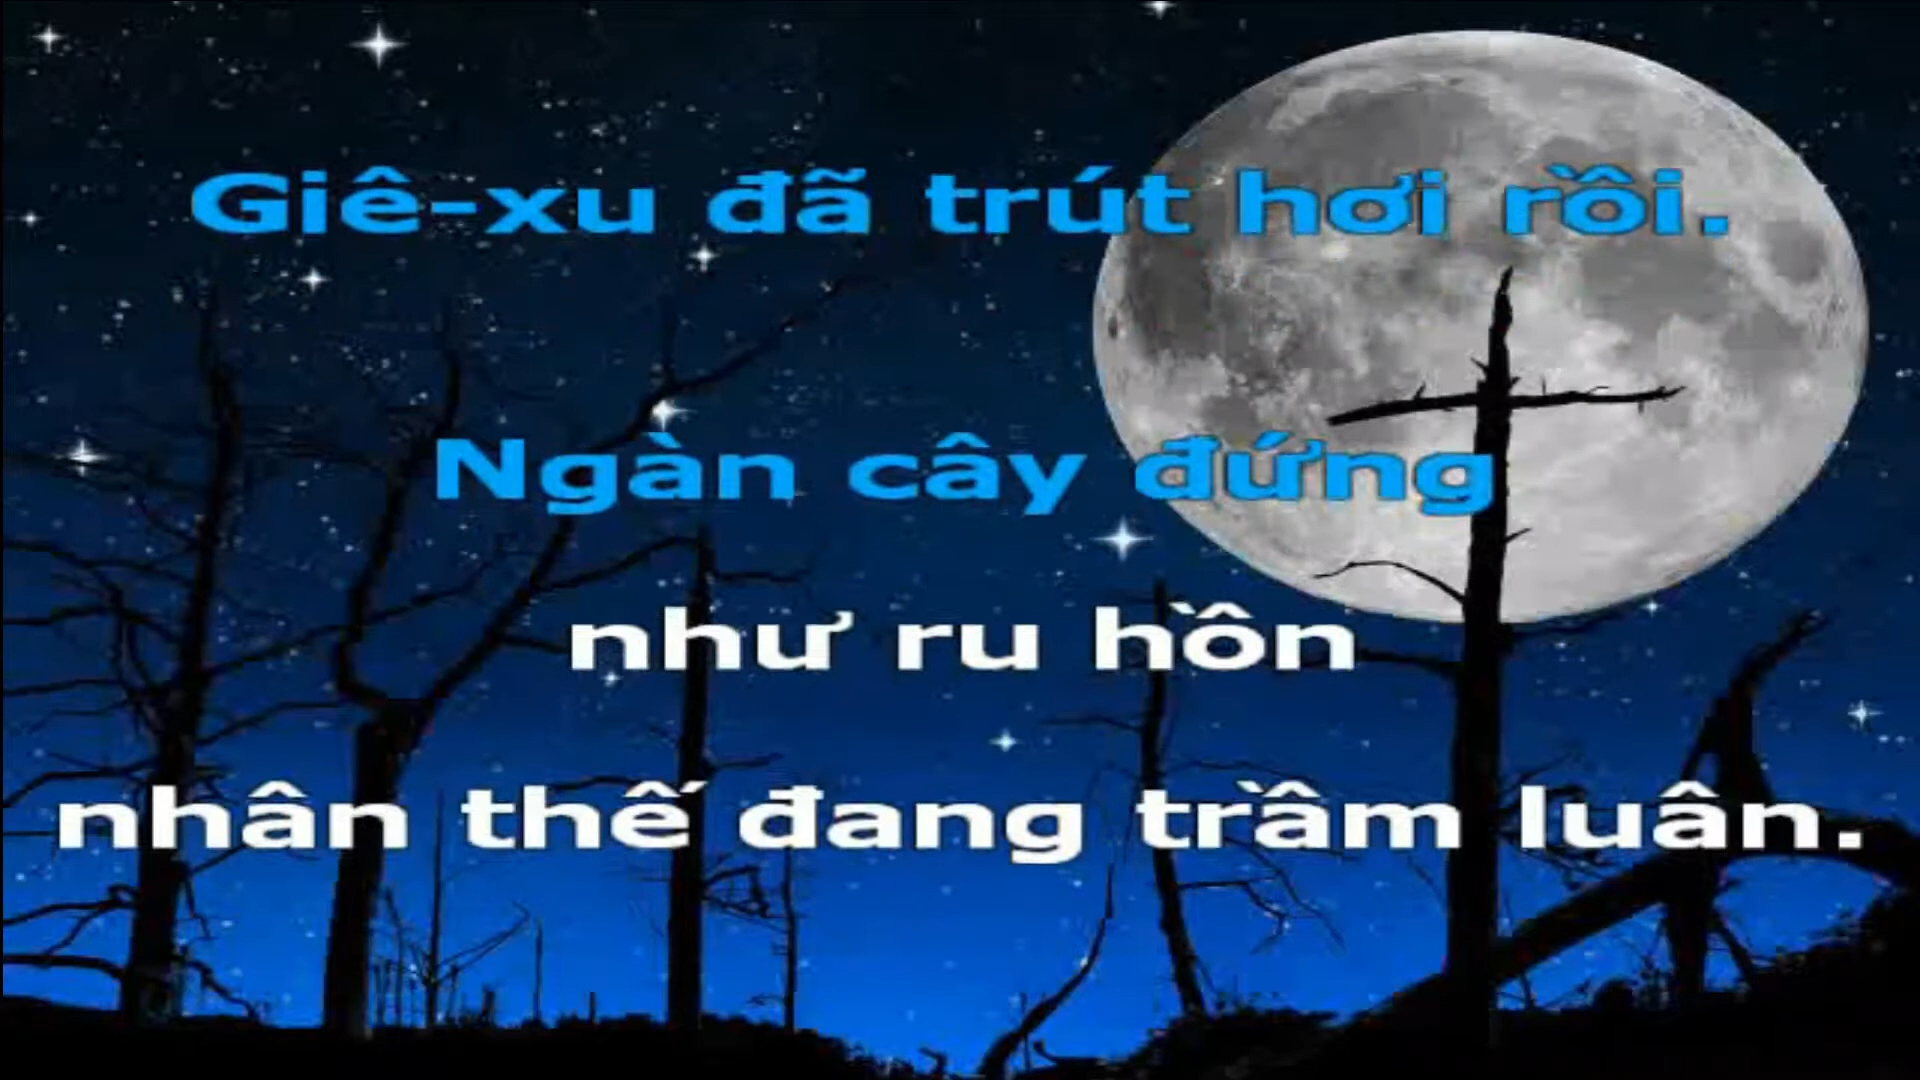 Giê-xu đã trút hơi rồi.
Ngàn cây đứng
như ru hồn
nhân thế đang trầm luân.